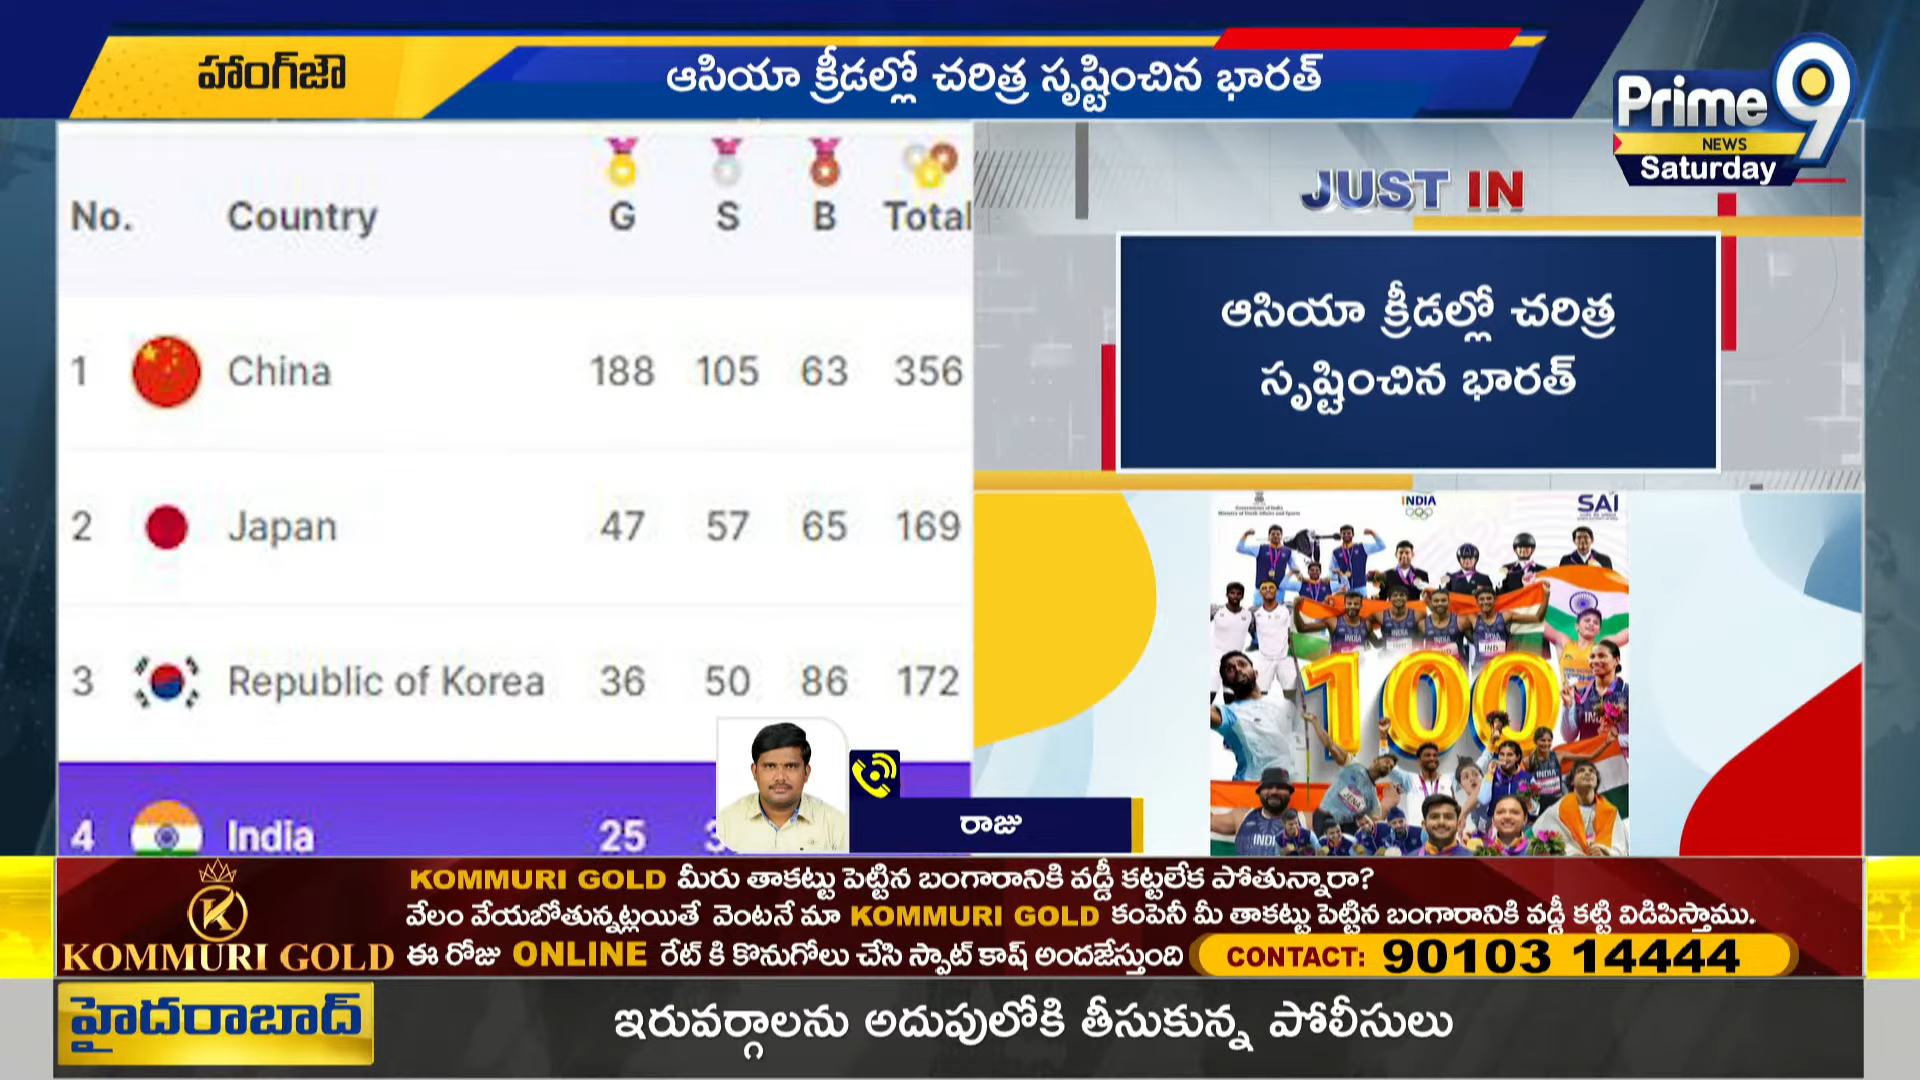 హాంగ్‌జౌ
ఆసియా క్రీడల్లో చరిత్ర సృష్టించిన భారత్
Prime9
NEWS
Saturday
No. Country G S B Total
1 China 188 105 63 356
2 Japan 47 57 65 169
3 Republic of Korea 36 50 86 172
4 India 25
రాజు
JUST IN
ఆసియా క్రీడల్లో చరిత్ర
సృష్టించిన భారత్
INDIA
SAI
100
KOMMURI GOLD
KOMMURI GOLD మీరు తాకట్టు పెట్టిన బంగారానికి వడ్డీ కట్టలేక పోతున్నారా?
వేలం వేయబోతున్నట్లయితే వెంటనే మా KOMMURI GOLD కంపెనీ మీ తాకట్టు పెట్టిన బంగారానికి వడ్డీ కట్టి విడిపిస్తాము.
ఈ రోజు ONLINE రేట్ కి కొనుగోలు చేసి స్పాట్ కాష్ అందజేస్తుంది CONTACT: 90103 14444
హైదరాబాద్
ఇరువర్గాలను అదుపులోకి తీసుకున్న పోలీసులు